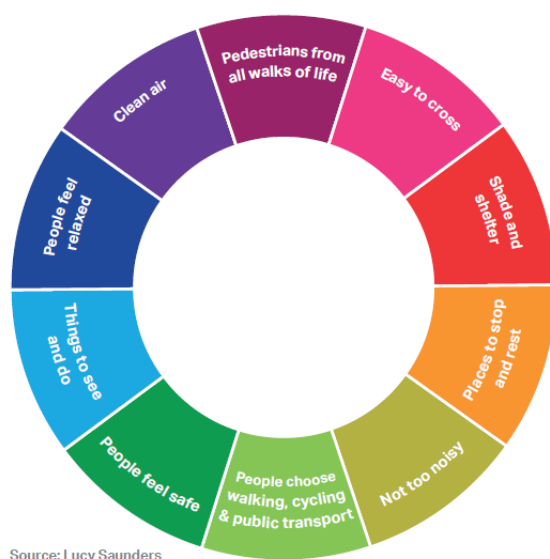 Pedestrians from
all walks of life
Easy to cross
Shade and
shelter
Places to stop
and rest
Not too noisy
People choose
walking, cycling
& public transport
People feel safe
Things to see
and do
People feel
relaxed
Clean air
Source: Lucy Saunders